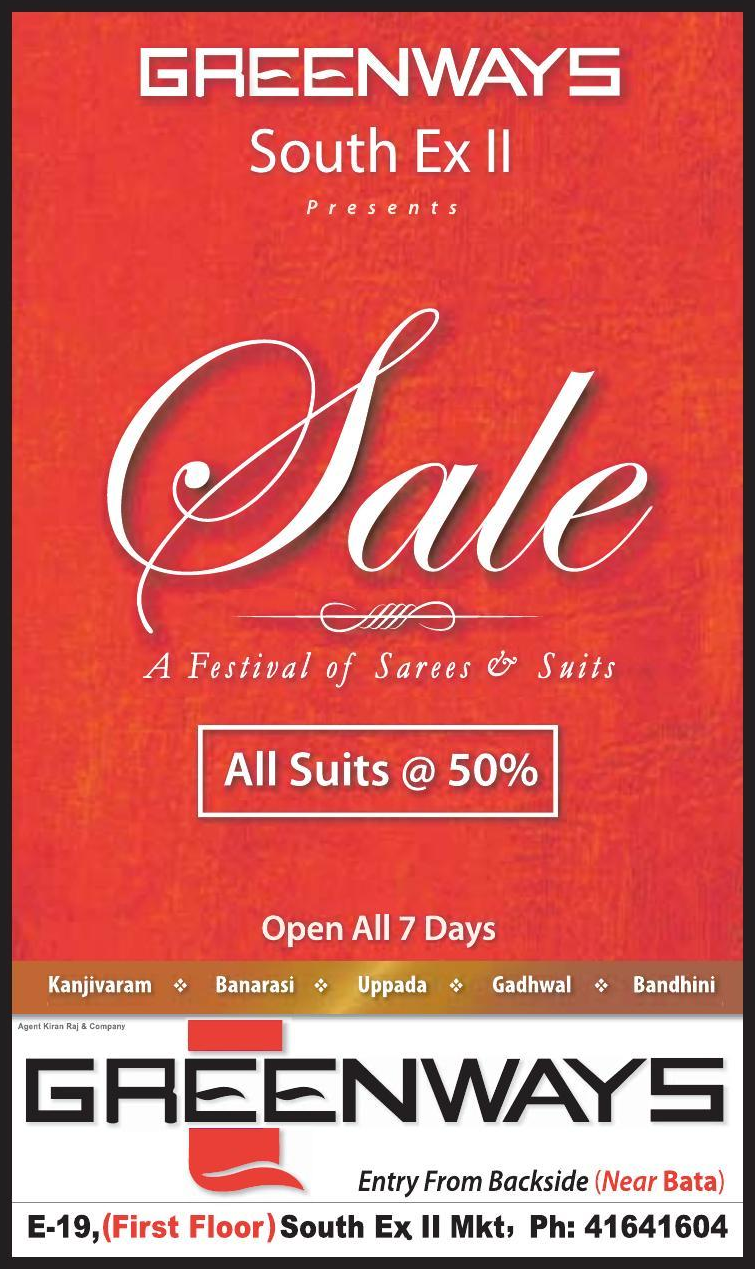 GREENWAYS
South Ex II
Presents
Sale
A Festival of Sarees & Suits
All Suits @ 50%
Open All 7 Days
Kanjivaram ❖ Banarasi ❖ Uppada ❖ Gadhwal ❖ Bandhini
Agent Kiran Raj & Company
GREENWAYS
Entry From Backside (Near Bata)
E-19,(First Floor) South Ex II Mkt, Ph: 41641604